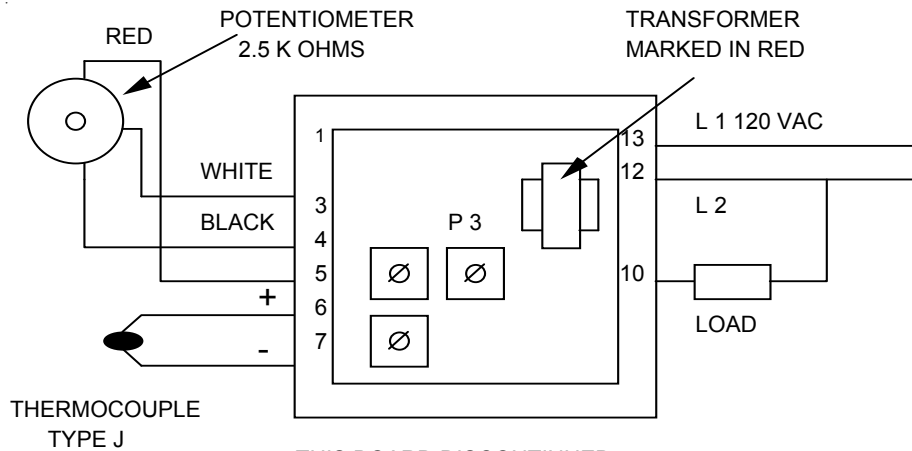 POTENTIOMETER
2.5 K OHMS
TRANSFORMER
MARKED IN RED
RED
L 1 120 VAC
1
13
12
WHITE
3
L 2
BLACK
P 3
4
5
10
+
6
7
-
LOAD
THERMOCOUPLE
TYPE J